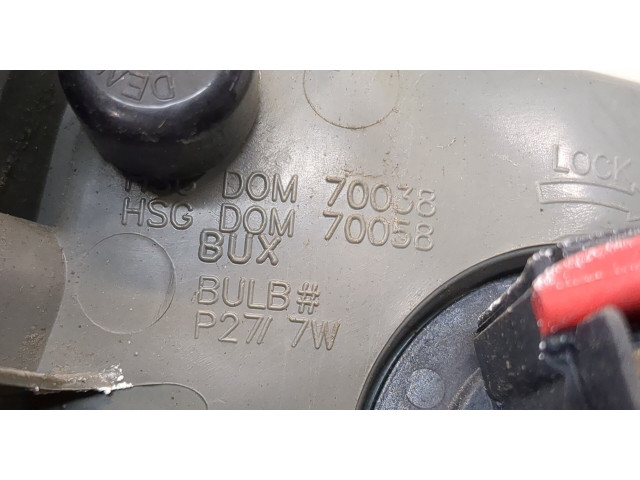 LOCK
HSG DOM 70038
HSG DOM 70058
BUX
BULB#
P27/7W